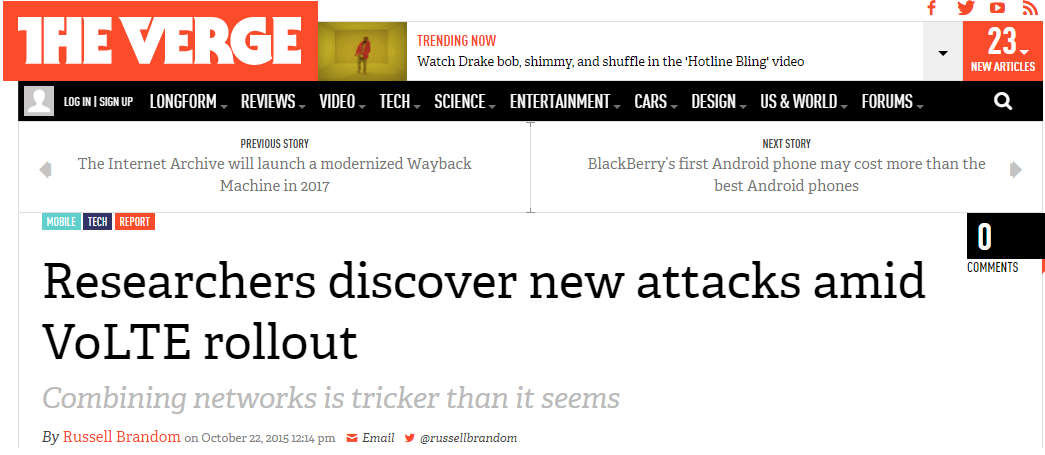 THE VERGE
TRENDING NOW
Watch Drake bob, shimmy, and shuffle in the 'Hotline Bling' video
23
NEW ARTICLES
LOG IN | SIGN UP LONGFORM REVIEWS VIDEO TECH SCIENCE ENTERTAINMENT CARS DESIGN US & WORLD FORUMS
PREVIOUS STORY
The Internet Archive will launch a modernized Wayback
Machine in 2017
NEXT STORY
BlackBerry's first Android phone may cost more than the
best Android phones
MOBILE TECH REPORT
0
COMMENTS
Researchers discover new attacks amid
VoLTE rollout
Combining networks is tricker than it seems
By Russell Brandom on October 22, 2015 12:14 pm Email @russellbrandom